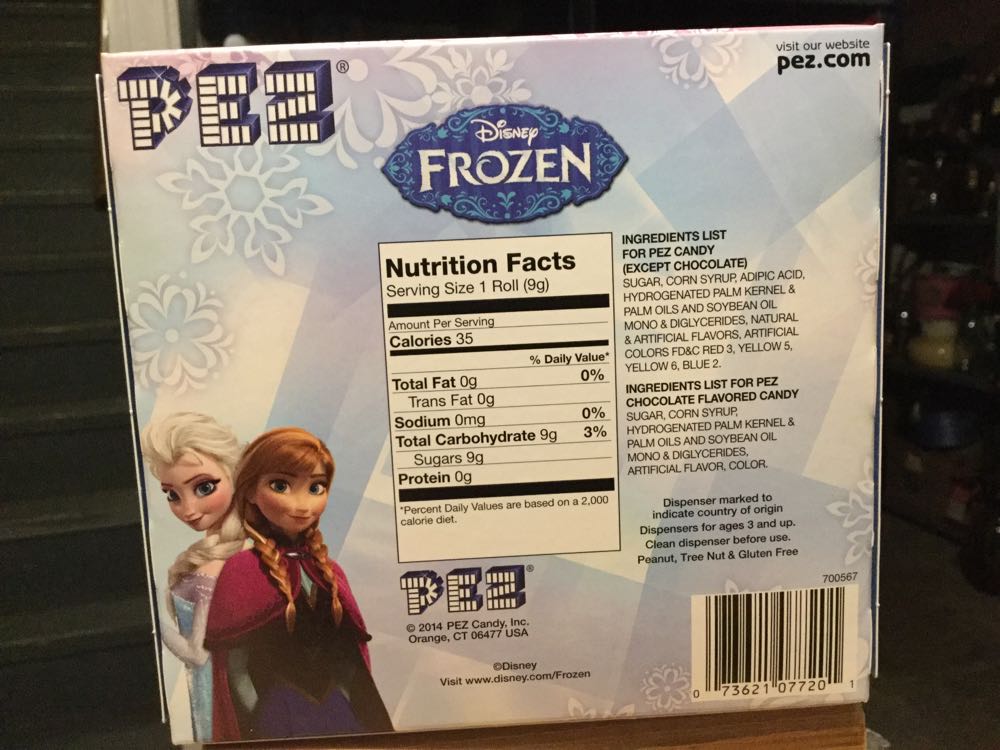 PEZ®
visit our website
pez.com
Disney
FROZEN
Nutrition Facts
Serving Size 1 Roll (9g)
Amount Per Serving
Calories 35
% Daily Value*
Total Fat 0g 0%
Trans Fat 0g
Sodium 0mg 0%
Total Carbohydrate 9g 3%
Sugars 9g
Protein 0g
*Percent Daily Values are based on a 2,000
calorie diet.
INGREDIENTS LIST
FOR PEZ CANDY
(EXCEPT CHOCOLATE)
SUGAR, CORN SYRUP, ADIPIC ACID,
HYDROGENATED PALM KERNEL &
PALM OILS AND SOYBEAN OIL
MONO & DIGLYCERIDES, NATURAL
& ARTIFICIAL FLAVORS, ARTIFICIAL
COLORS FD&C RED 3, YELLOW 5,
YELLOW 6, BLUE 2.
INGREDIENTS LIST FOR PEZ
CHOCOLATE FLAVORED CANDY
SUGAR, CORN SYRUP,
HYDROGENATED PALM KERNEL &
PALM OILS AND SOYBEAN OIL
MONO & DIGLYCERIDES,
ARTIFICIAL FLAVOR, COLOR.
Dispenser marked to
indicate country of origin
Dispensers for ages 3 and up.
Clean dispenser before use.
Peanut, Tree Nut & Gluten Free
PEZ®
© 2014 PEZ Candy, Inc.
Orange, CT 06477 USA
©Disney
Visit www.disney.com/Frozen
700567
0 73621 07720 1